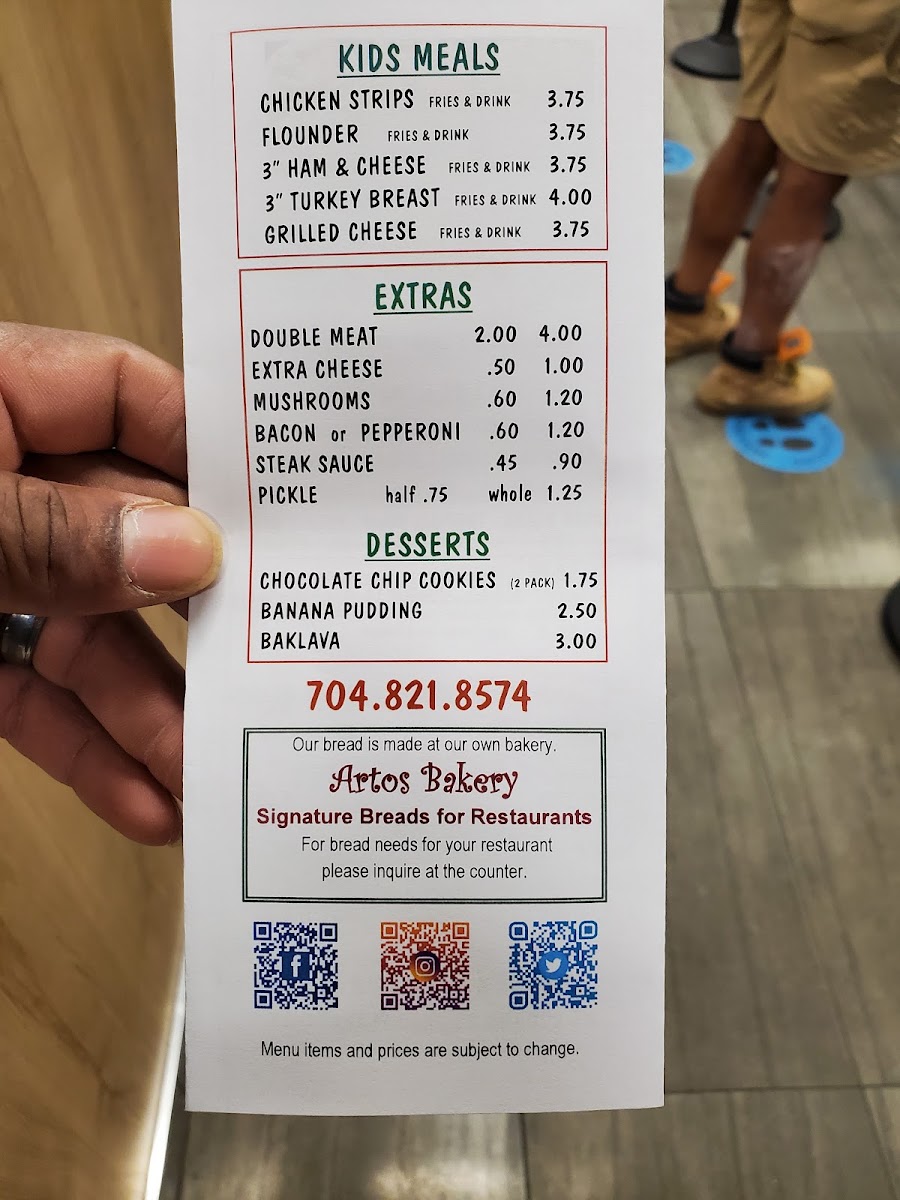 KIDS MEALS
CHICKEN STRIPS FRIES & DRINK 3.75
FLOUNDER FRIES & DRINK 3.75
3" HAM & CHEESE FRIES & DRINK 3.75
3" TURKEY BREAST FRIES & DRINK 4.00
GRILLED CHEESE FRIES & DRINK 3.75
EXTRAS
DOUBLE MEAT 2.00 4.00
EXTRA CHEESE .50 1.00
MUSHROOMS .60 1.20
BACON or PEPPERONI .60 1.20
STEAK SAUCE .45 .90
PICKLE half .75 whole 1.25
DESSERTS
CHOCOLATE CHIP COOKIES (2 PACK) 1.75
BANANA PUDDING 2.50
BAKLAVA 3.00
704.821.8574
Our bread is made at our own bakery.
Artos Bakery
Signature Breads for Restaurants
For bread needs for your restaurant
please inquire at the counter.
Menu items and prices are subject to change.